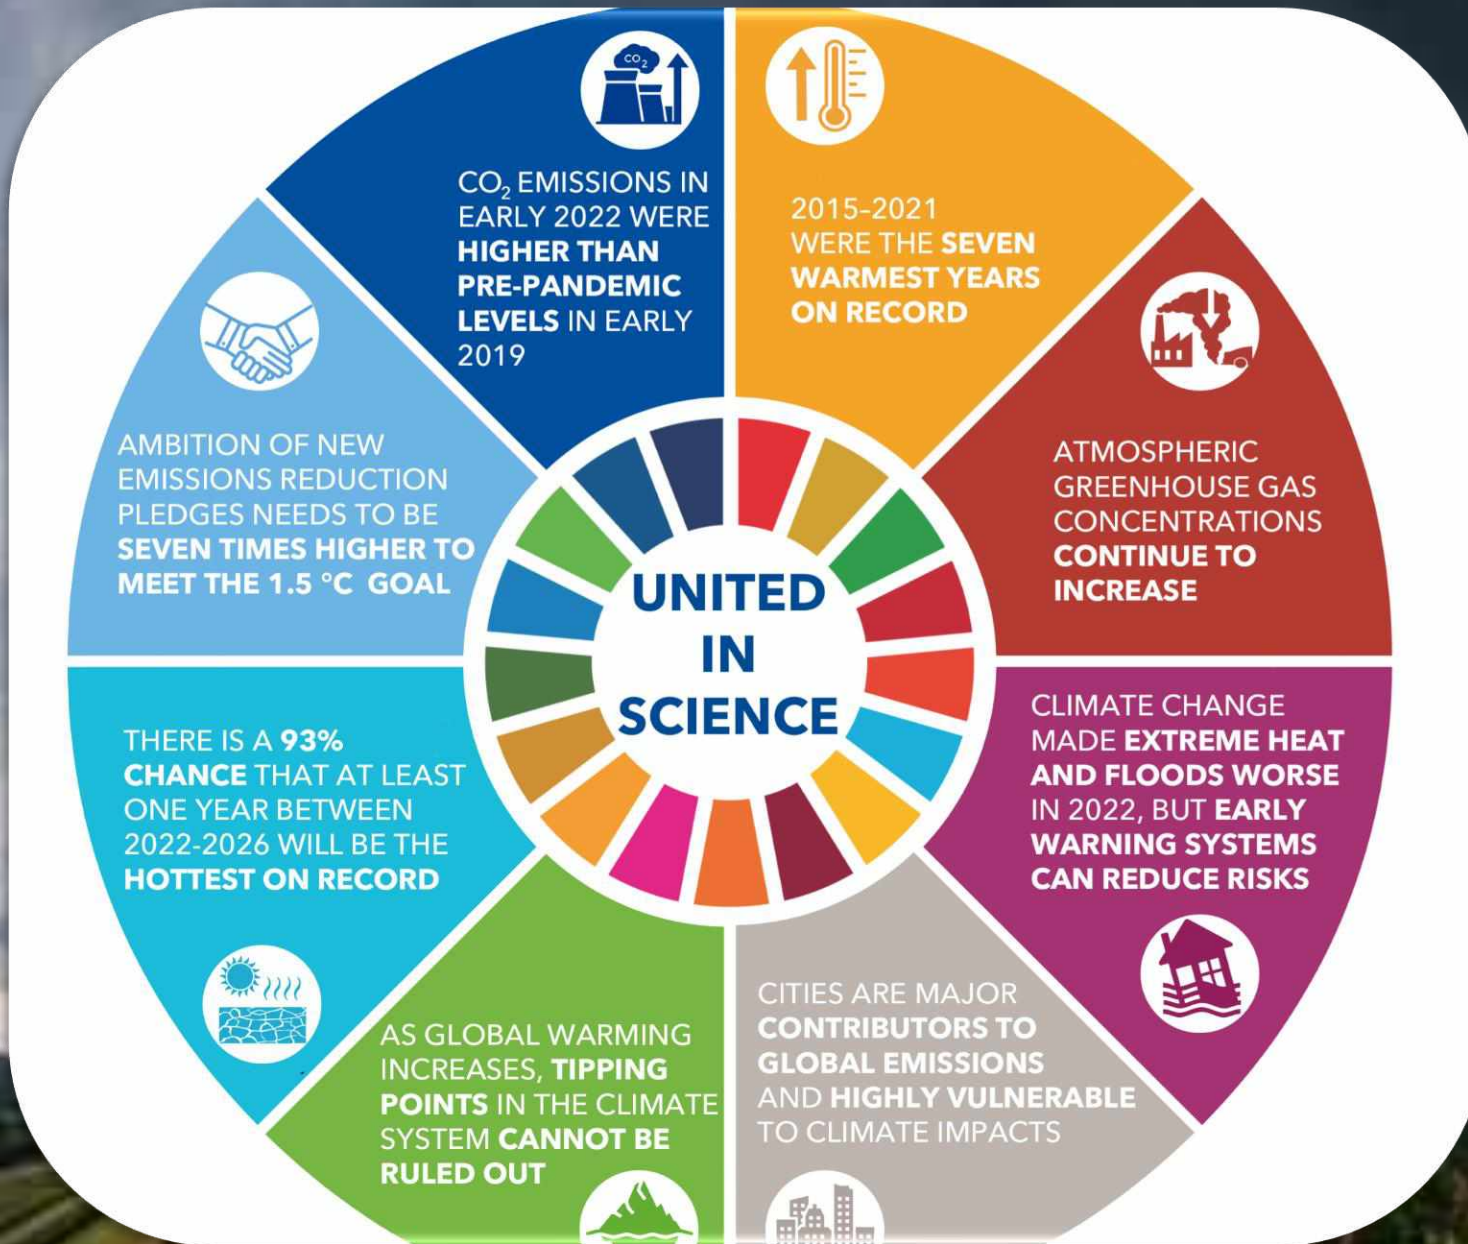 CO₂
CO₂ EMISSIONS IN
EARLY 2022 WERE
HIGHER THAN
PRE-PANDEMIC
LEVELS IN EARLY
2019
2015–2021
WERE THE SEVEN
WARMEST YEARS
ON RECORD
ATMOSPHERIC
GREENHOUSE GAS
CONCENTRATIONS
CONTINUE TO
INCREASE
CLIMATE CHANGE
MADE EXTREME HEAT
AND FLOODS WORSE
IN 2022, BUT EARLY
WARNING SYSTEMS
CAN REDUCE RISKS
CITIES ARE MAJOR
CONTRIBUTORS TO
GLOBAL EMISSIONS
AND HIGHLY VULNERABLE
TO CLIMATE IMPACTS
AS GLOBAL WARMING
INCREASES, TIPPING
POINTS IN THE CLIMATE
SYSTEM CANNOT BE
RULED OUT
THERE IS A 93%
CHANCE THAT AT LEAST
ONE YEAR BETWEEN
2022-2026 WILL BE THE
HOTTEST ON RECORD
AMBITION OF NEW
EMISSIONS REDUCTION
PLEDGES NEEDS TO BE
SEVEN TIMES HIGHER TO
MEET THE 1.5 °C GOAL
UNITED
IN
SCIENCE